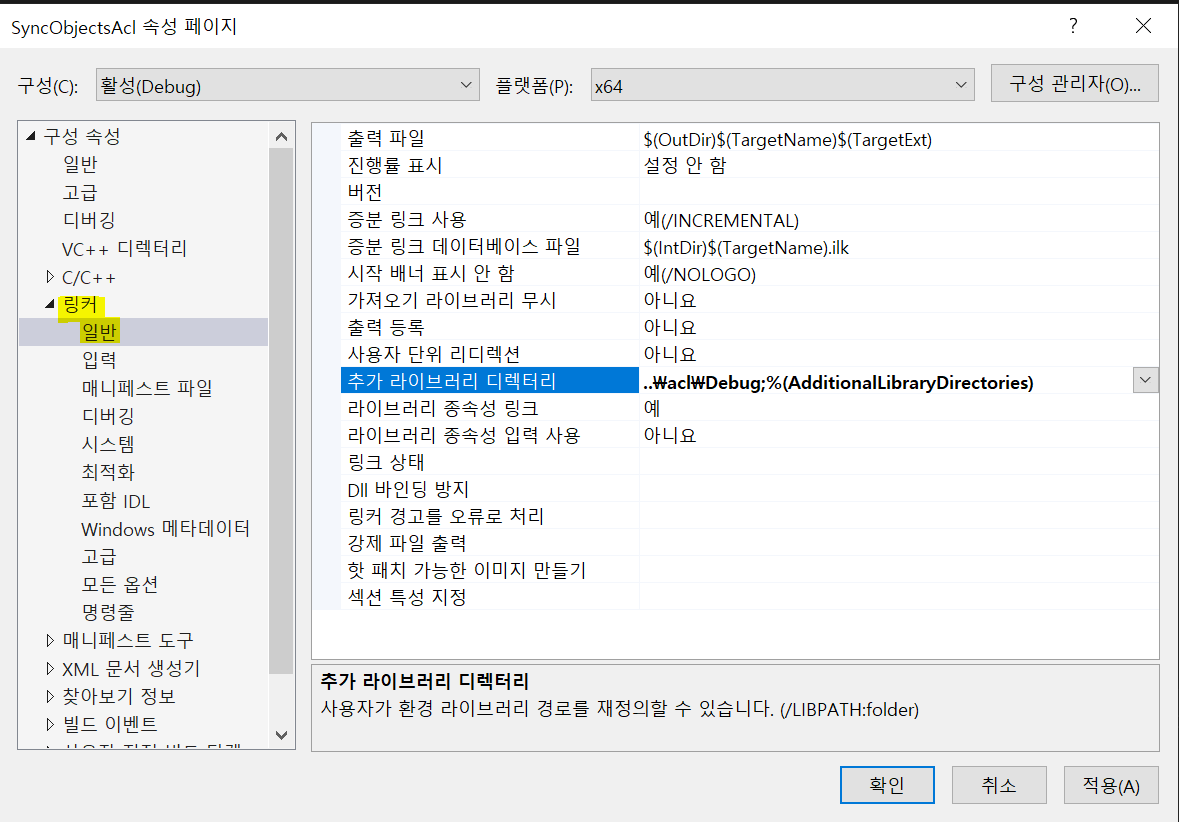 SyncObjectsAcl 속성 페이지
?
구성(C): 활성(Debug) 플랫폼(P): x64 구성 관리자(O)...
구성 속성
일반
고급
디버깅
VC++ 디렉터리
C/C++
링커
일반
입력
매니페스트 파일
디버깅
시스템
최적화
포함 IDL
Windows 메타데이터
고급
모든 옵션
명령줄
매니페스트 도구
XML 문서 생성기
찾아보기 정보
빌드 이벤트
출력 파일 $(OutDir)$(TargetName)$(TargetExt)
진행률 표시 설정 안 함
버전
증분 링크 사용 예(/INCREMENTAL)
증분 링크 데이터베이스 파일 $(IntDir)$(TargetName).ilk
시작 배너 표시 안 함 예(/NOLOGO)
가져오기 라이브러리 무시 아니요
출력 등록 아니요
사용자 단위 리디렉션 아니요
추가 라이브러리 디렉터리 ..₩acl₩Debug;%(AdditionalLibraryDirectories)
라이브러리 종속성 링크 예
라이브러리 종속성 입력 사용 아니요
링크 상태
Dll 바인딩 방지
링커 경고를 오류로 처리
강제 파일 출력
핫 패치 가능한 이미지 만들기
섹션 특성 지정
추가 라이브러리 디렉터리
사용자가 환경 라이브러리 경로를 재정의할 수 있습니다. (/LIBPATH:folder)
확인 취소 적용(A)